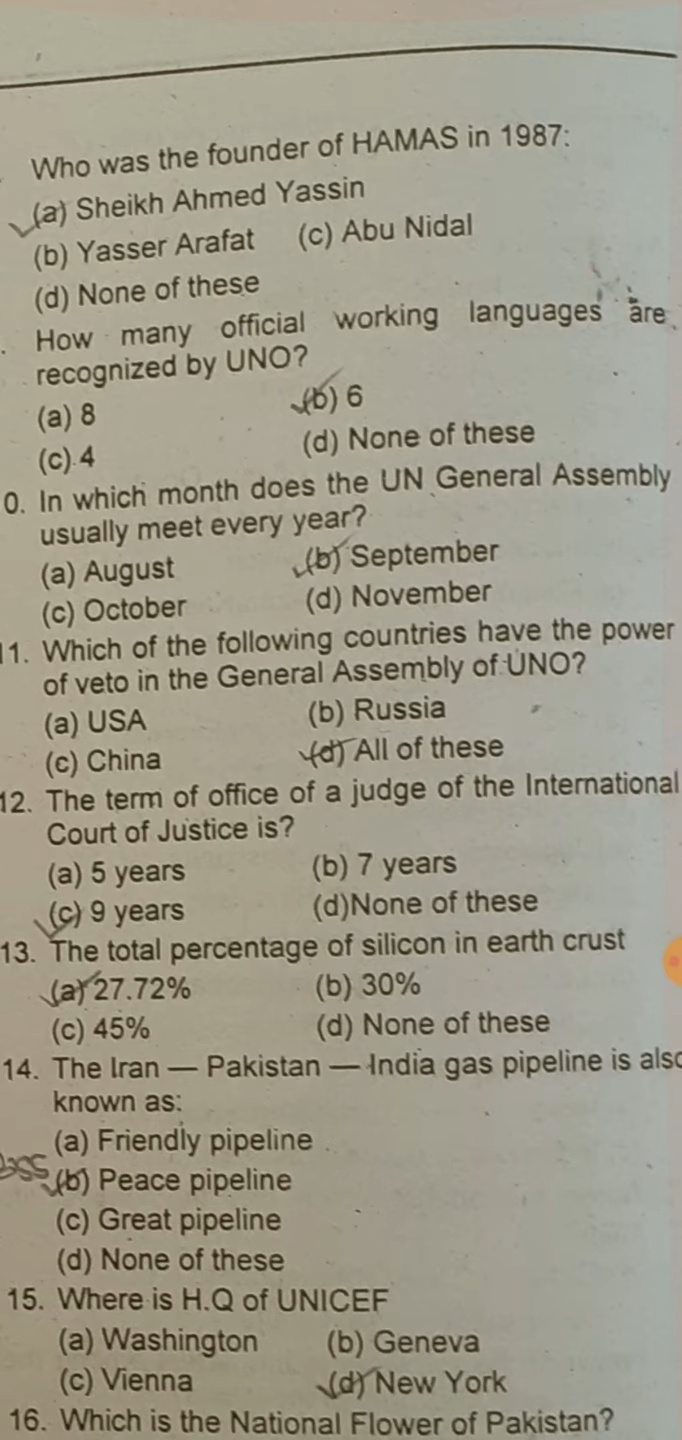 Who was the founder of HAMAS in 1987:
(a) Sheikh Ahmed Yassin
(b) Yasser Arafat (c) Abu Nidal
(d) None of these
How many official working languages are
recognized by UNO?
(a) 8 (b) 6
(c) 4 (d) None of these
0. In which month does the UN General Assembly
usually meet every year?
(a) August (b) September
(c) October (d) November
11. Which of the following countries have the power
of veto in the General Assembly of UNO?
(a) USA (b) Russia
(c) China (d) All of these
12. The term of office of a judge of the International
Court of Justice is?
(a) 5 years (b) 7 years
(c) 9 years (d)None of these
13. The total percentage of silicon in earth crust
(a) 27.72% (b) 30%
(c) 45% (d) None of these
14. The Iran — Pakistan — India gas pipeline is also
known as:
(a) Friendly pipeline
(b) Peace pipeline
(c) Great pipeline
(d) None of these
15. Where is H.Q of UNICEF
(a) Washington (b) Geneva
(c) Vienna (d) New York
16. Which is the National Flower of Pakistan?